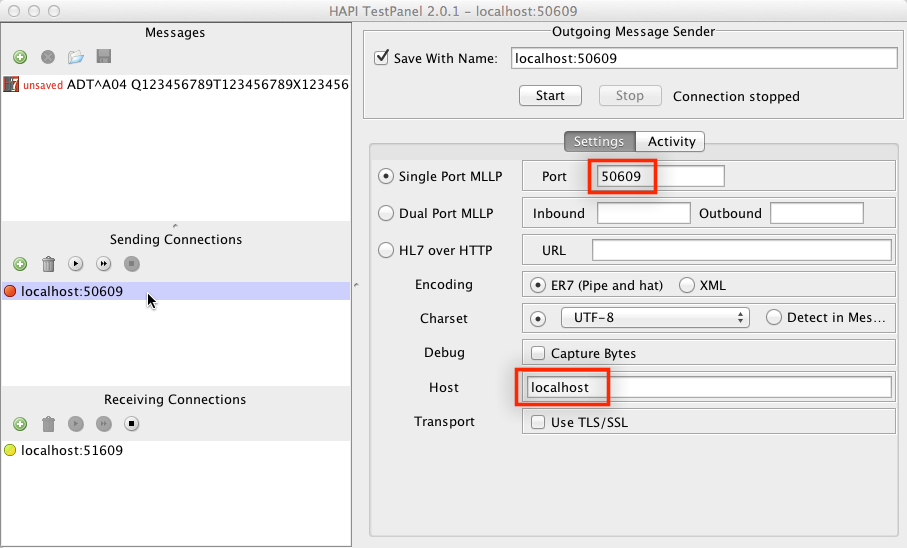 HAPI TestPanel 2.0.1 – localhost:50609
Messages
unsaved ADT^A04 Q123456789T123456789X123456
Sending Connections
localhost:50609
Receiving Connections
localhost:51609
Outgoing Message Sender
Save With Name: localhost:50609
Start Stop Connection stopped
Settings Activity
Single Port MLLP Port 50609
Dual Port MLLP Inbound Outbound
HL7 over HTTP URL
Encoding ER7 (Pipe and hat) XML
Charset UTF-8 Detect in Mes...
Debug Capture Bytes
Host localhost
Transport Use TLS/SSL